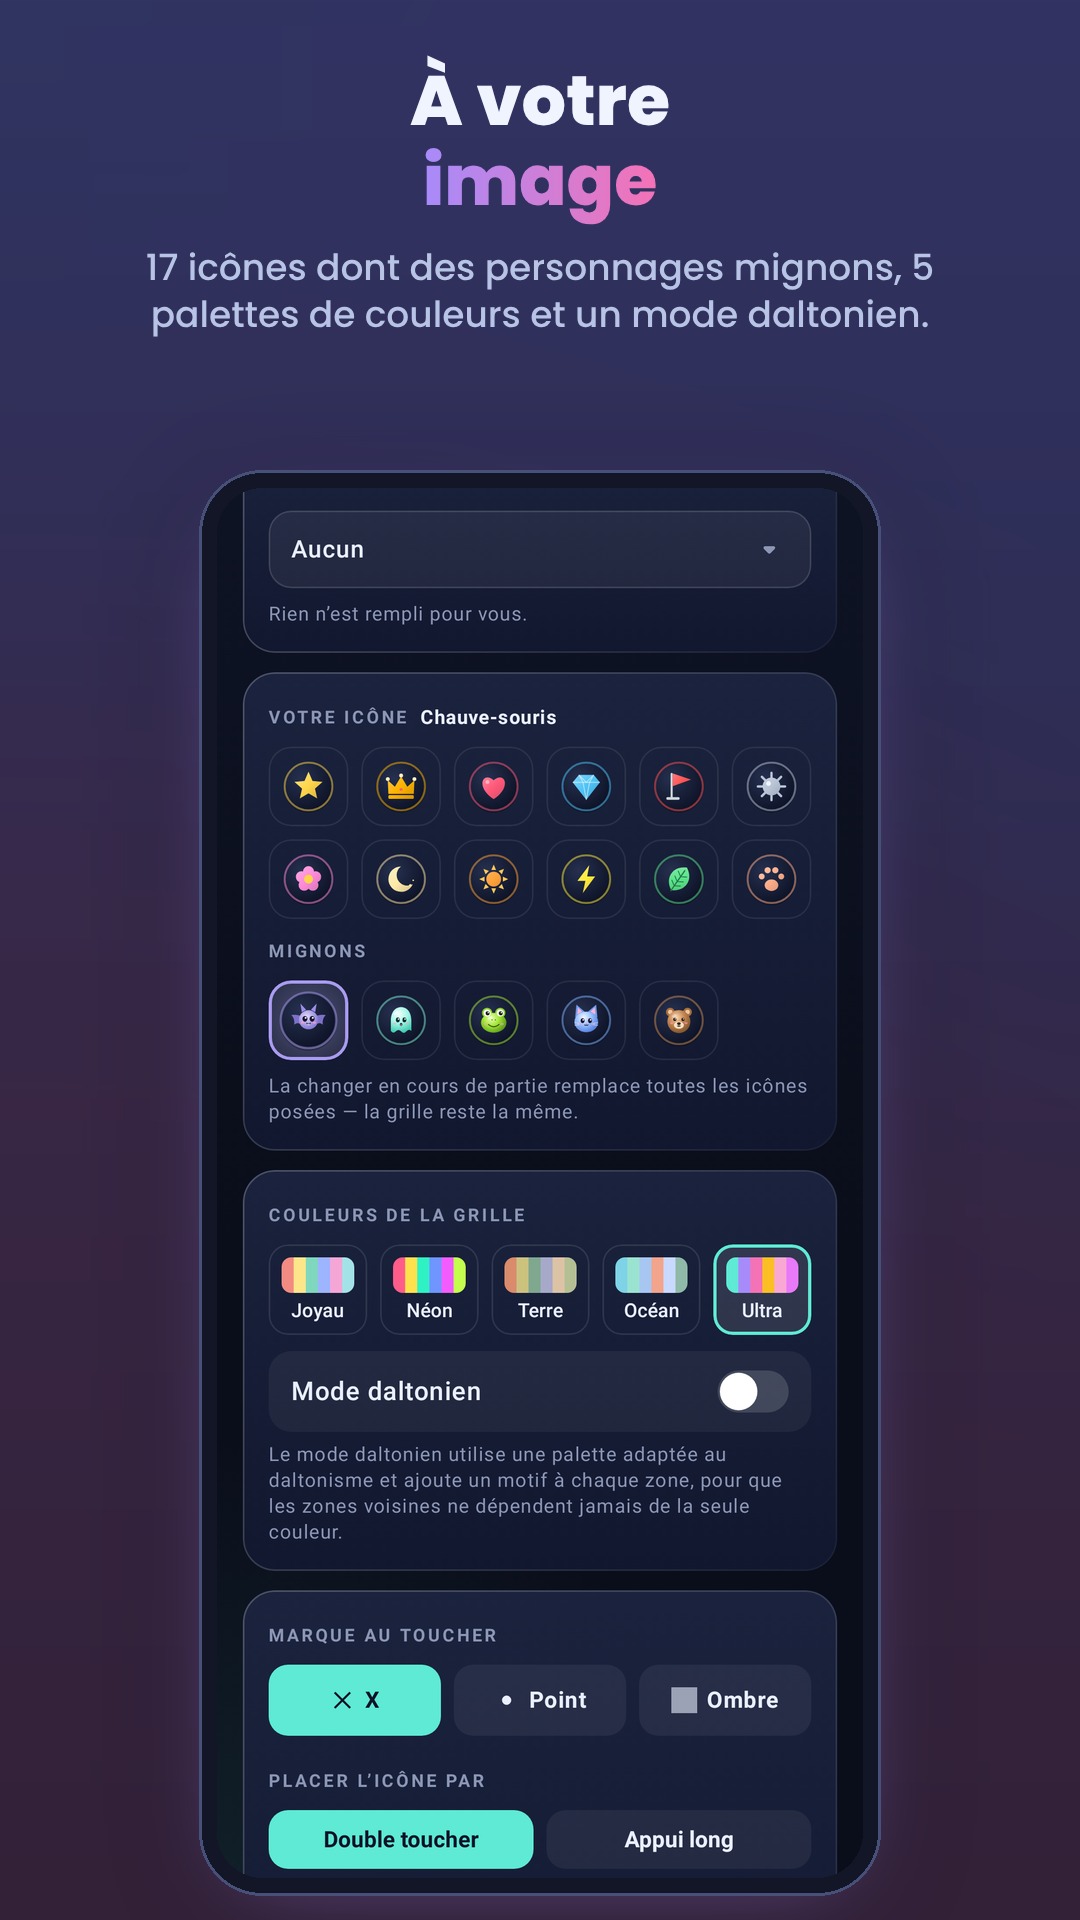 À votre
image
17 icônes dont des personnages mignons, 5
palettes de couleurs et un mode daltonien.
Aucun
Rien n’est rempli pour vous.
VOTRE ICÔNE Chauve-souris
MIGNONS
La changer en cours de partie remplace toutes les icônes
posées — la grille reste la même.
COULEURS DE LA GRILLE
Joyau Néon Terre Océan Ultra
Mode daltonien
Le mode daltonien utilise une palette adaptée au
daltonisme et ajoute un motif à chaque zone, pour que
les zones voisines ne dépendent jamais de la seule
couleur.
MARQUE AU TOUCHER
X Point Ombre
PLACER L’ICÔNE PAR
Double toucher Appui long